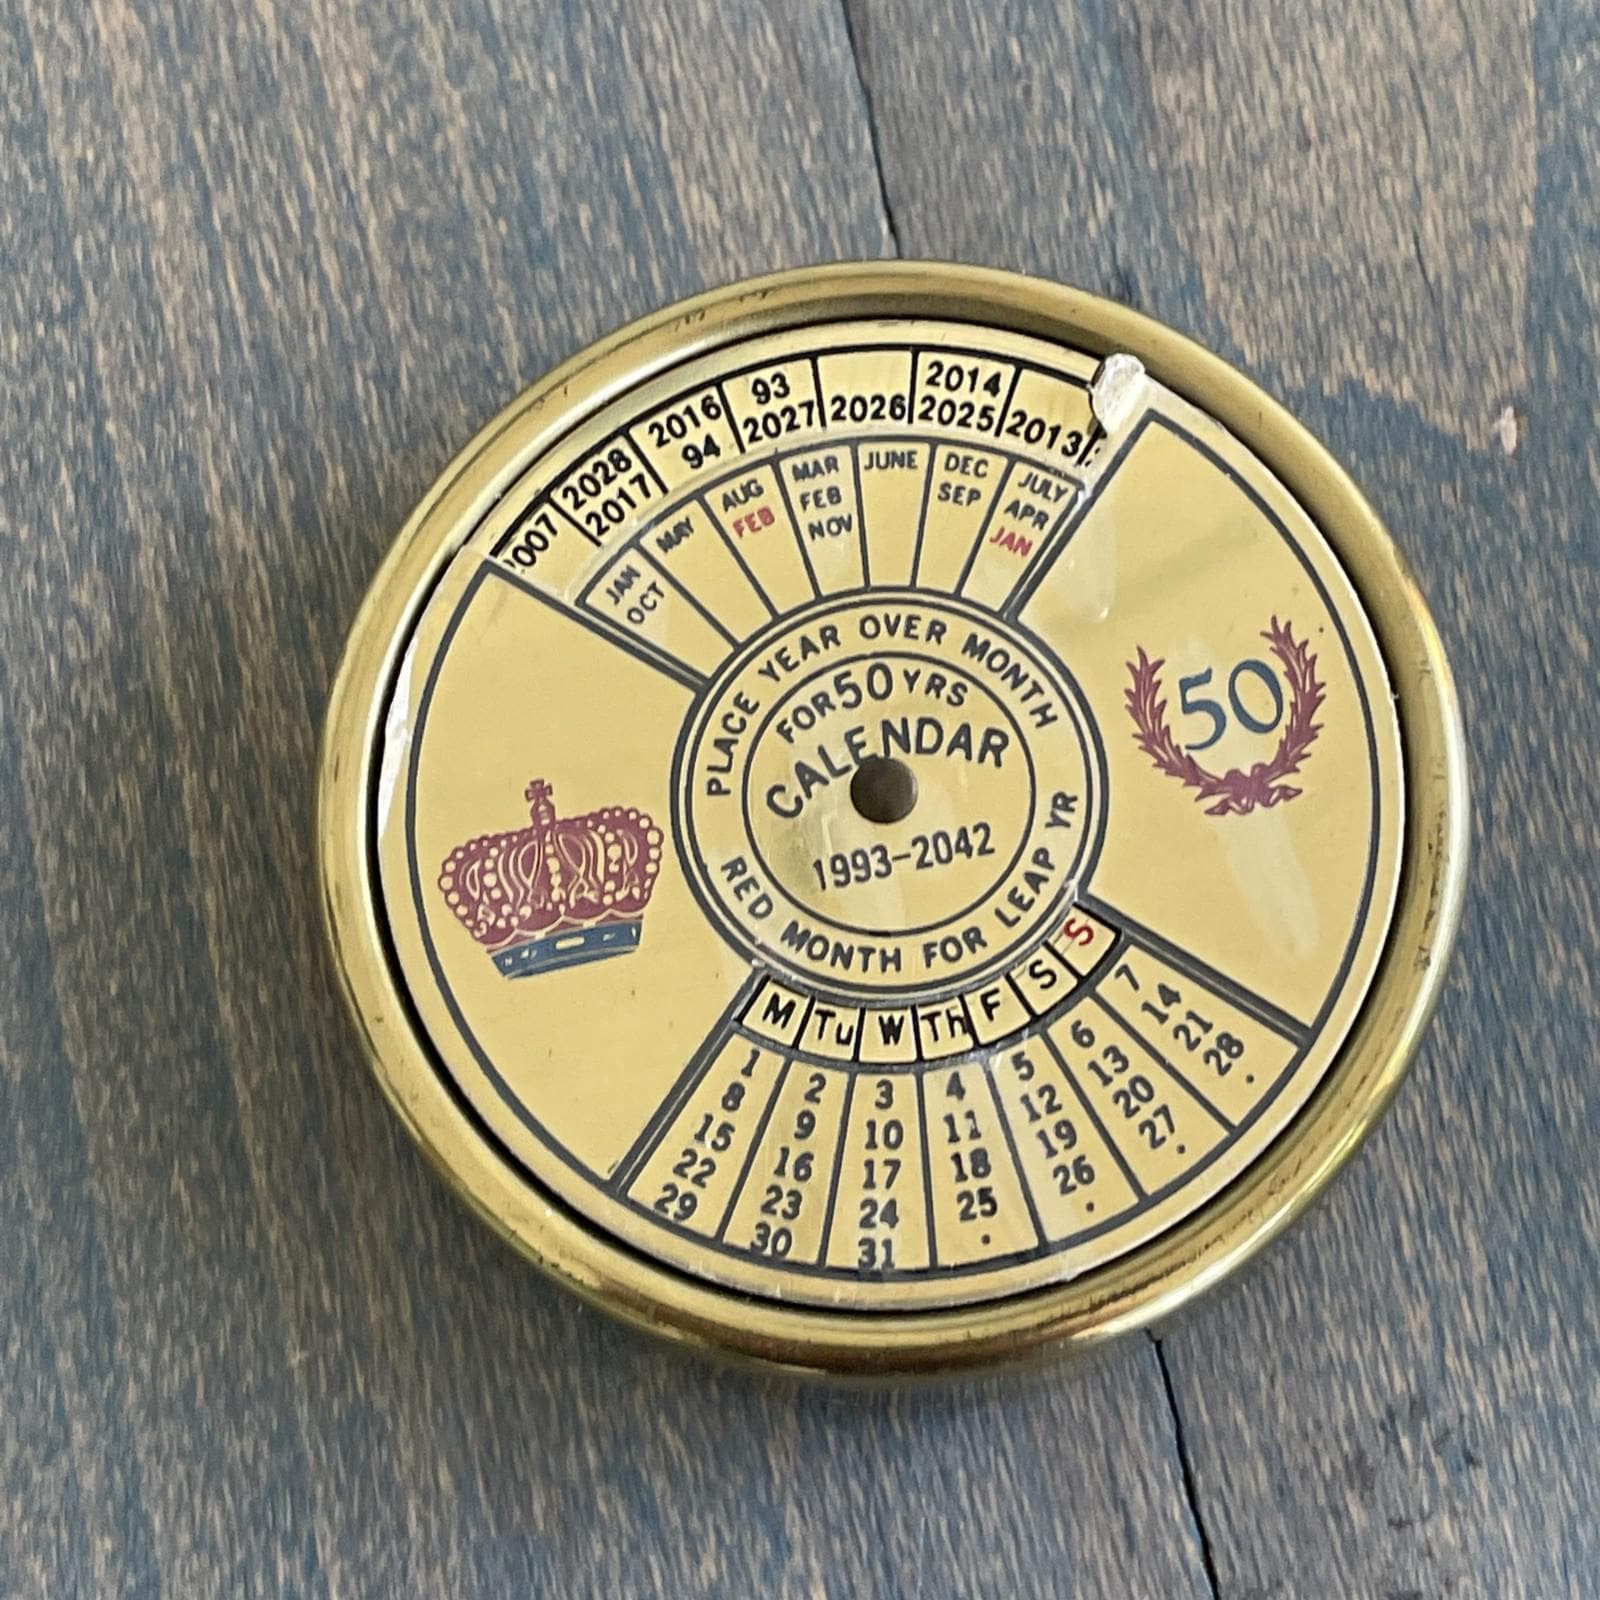 2007
2028
2017
2016
94
93
2027
2026
2014
2025
2013
JAN
OCT
MAY
AUG
FEB
MAR
FEB
NOV
JUNE
DEC
SEP
JULY
APR
JAN
PLACE YEAR OVER MONTH
FOR 50 YRS
CALENDAR
1993-2042
RED MONTH FOR LEAP YR
50
M Tu W Th F S S
1 2 3 4 5 6 7
8 9 10 11 12 13 14
15 16 17 18 19 20 21
22 23 24 25 26 27 28
29 30 31 . . . .